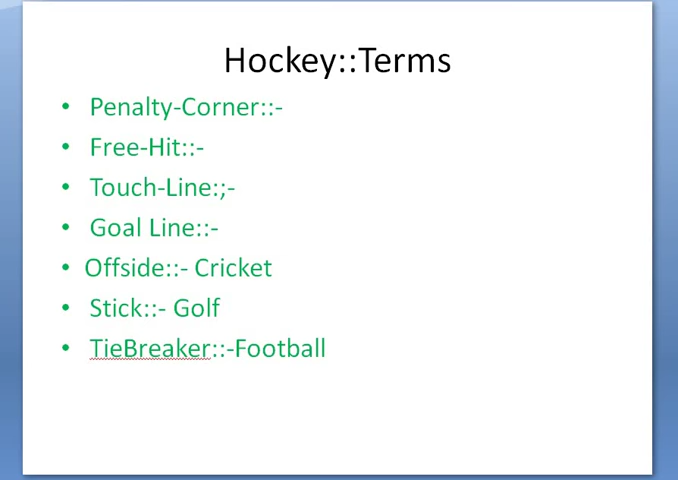 Hockey::Terms
• Penalty-Corner::-
• Free-Hit::-
• Touch-Line:;-
• Goal Line::-
• Offside::- Cricket
• Stick::- Golf
• TieBreaker::-Football